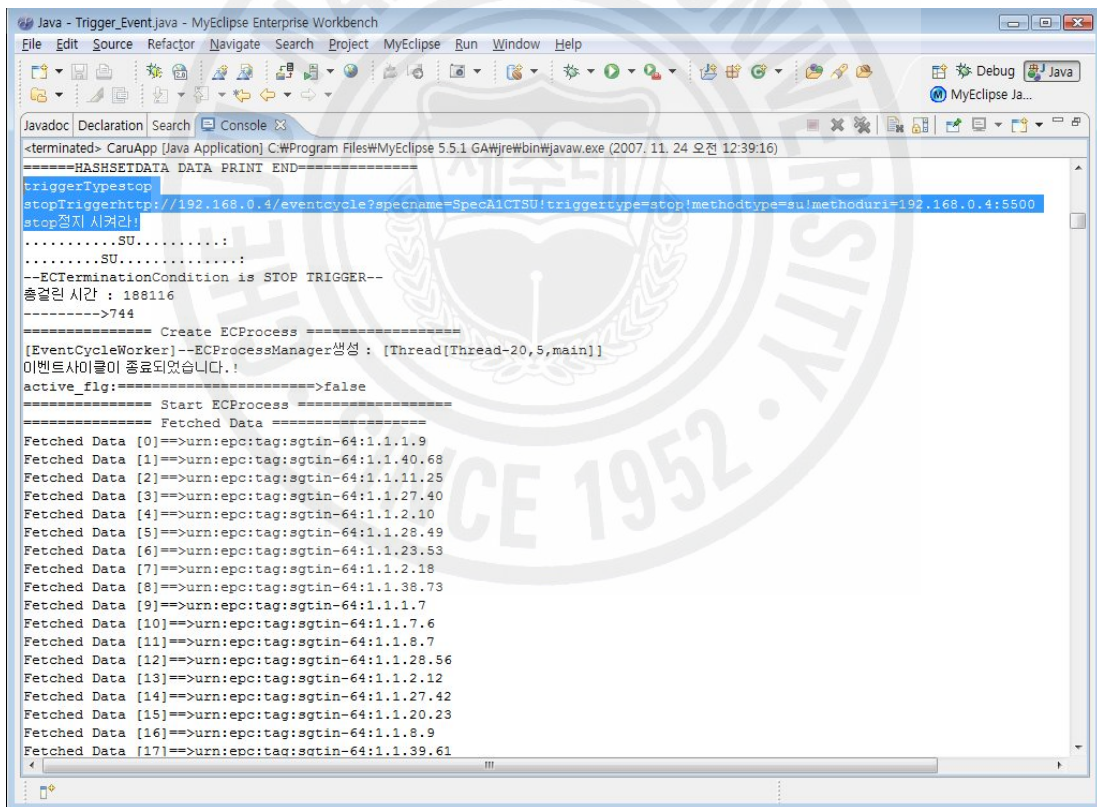 Java - Trigger_Event.java - MyEclipse Enterprise Workbench
File Edit Source Refactor Navigate Search Project MyEclipse Run Window Help
Debug Java
MyEclipse Ja...
Javadoc Declaration Search Console
<terminated> CaruApp [Java Application] C:₩Program Files₩MyEclipse 5.5.1 GA₩jre₩bin₩javaw.exe (2007. 11. 24 오전 12:39:16)
======HASHSETDATA DATA PRINT END==============
triggerTypestop
stopTriggerhttp://192.168.0.4/eventcycle?specname=SpecA1CTSU!triggertype=stop!methodtype=su!methoduri=192.168.0.4:5500
stop정지 시켜라!
...........SU..........:
.........SU..............:
--ECTerminationCondition is STOP TRIGGER--
총걸린 시간 : 188116
--------->744
=============== Create ECProcess ==================
[EventCycleWorker]--ECProcessManager생성 : [Thread[Thread-20,5,main]]
이벤트사이클이 종료되었습니다.!
active_flg:=======================>false
=============== Start ECProcess ==================
=============== Fetched Data ==================
Fetched Data [0]==>urn:epc:tag:sgtin-64:1.1.1.9
Fetched Data [1]==>urn:epc:tag:sgtin-64:1.1.40.68
Fetched Data [2]==>urn:epc:tag:sgtin-64:1.1.11.25
Fetched Data [3]==>urn:epc:tag:sgtin-64:1.1.27.40
Fetched Data [4]==>urn:epc:tag:sgtin-64:1.1.2.10
Fetched Data [5]==>urn:epc:tag:sgtin-64:1.1.28.49
Fetched Data [6]==>urn:epc:tag:sgtin-64:1.1.23.53
Fetched Data [7]==>urn:epc:tag:sgtin-64:1.1.2.18
Fetched Data [8]==>urn:epc:tag:sgtin-64:1.1.38.73
Fetched Data [9]==>urn:epc:tag:sgtin-64:1.1.1.7
Fetched Data [10]==>urn:epc:tag:sgtin-64:1.1.7.6
Fetched Data [11]==>urn:epc:tag:sgtin-64:1.1.8.7
Fetched Data [12]==>urn:epc:tag:sgtin-64:1.1.28.56
Fetched Data [13]==>urn:epc:tag:sgtin-64:1.1.2.12
Fetched Data [14]==>urn:epc:tag:sgtin-64:1.1.27.42
Fetched Data [15]==>urn:epc:tag:sgtin-64:1.1.20.23
Fetched Data [16]==>urn:epc:tag:sgtin-64:1.1.8.9
Fetched Data [17]==>urn:epc:tag:sgtin-64:1.1.39.61
SINCE 1952